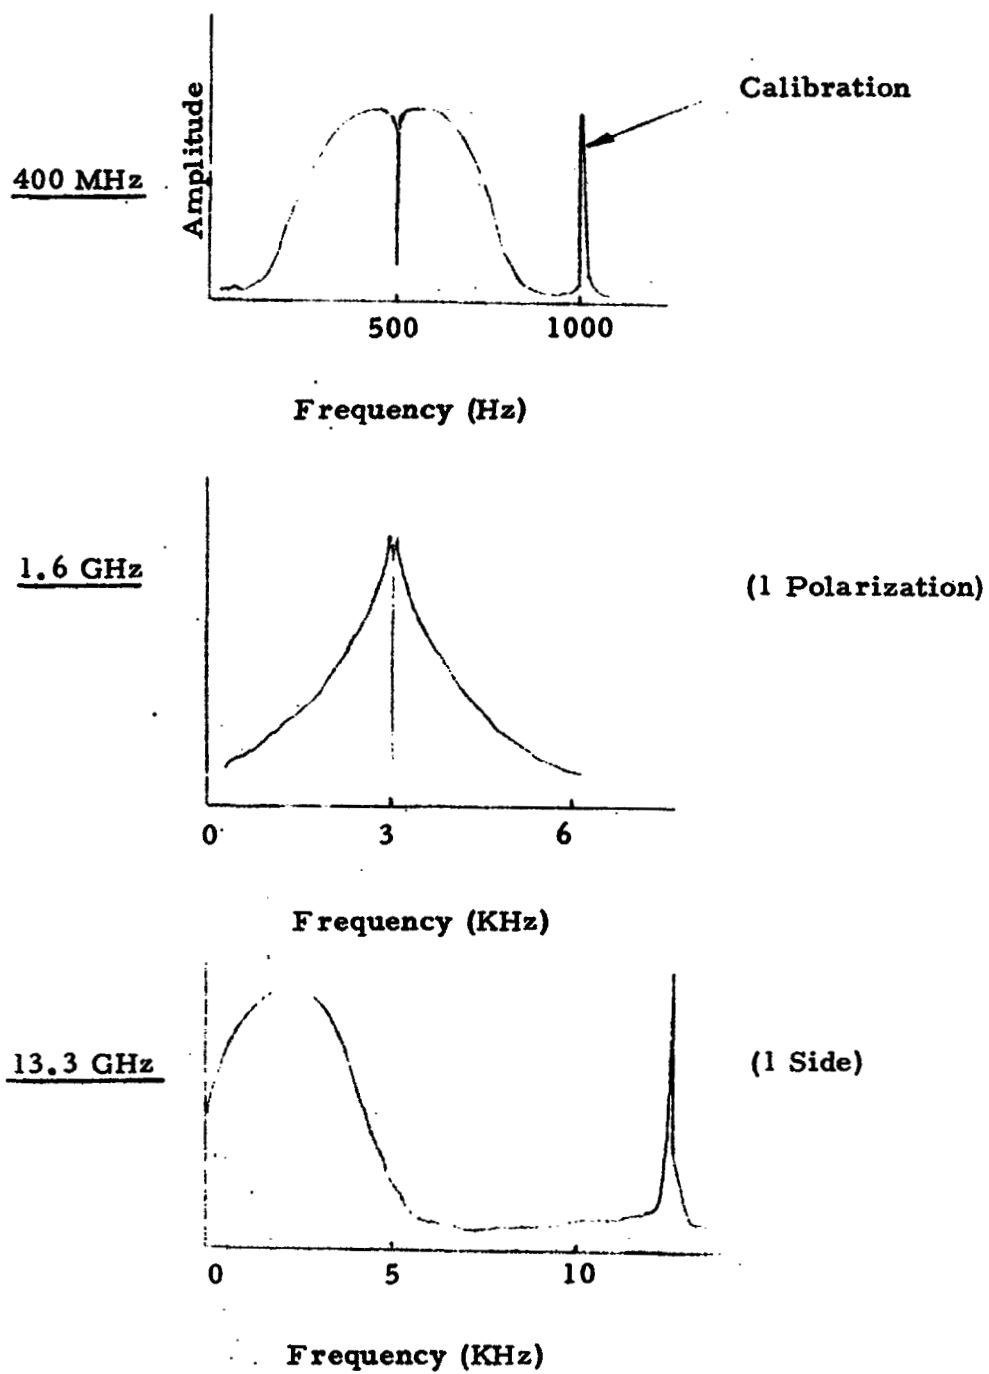 Calibration
Amplitude
400 MHz
500 1000
Frequency (Hz)
1.6 GHz
(1 Polarization)
0 3 6
Frequency (KHz)
13.3 GHz
(1 Side)
0 5 10
Frequency (KHz)